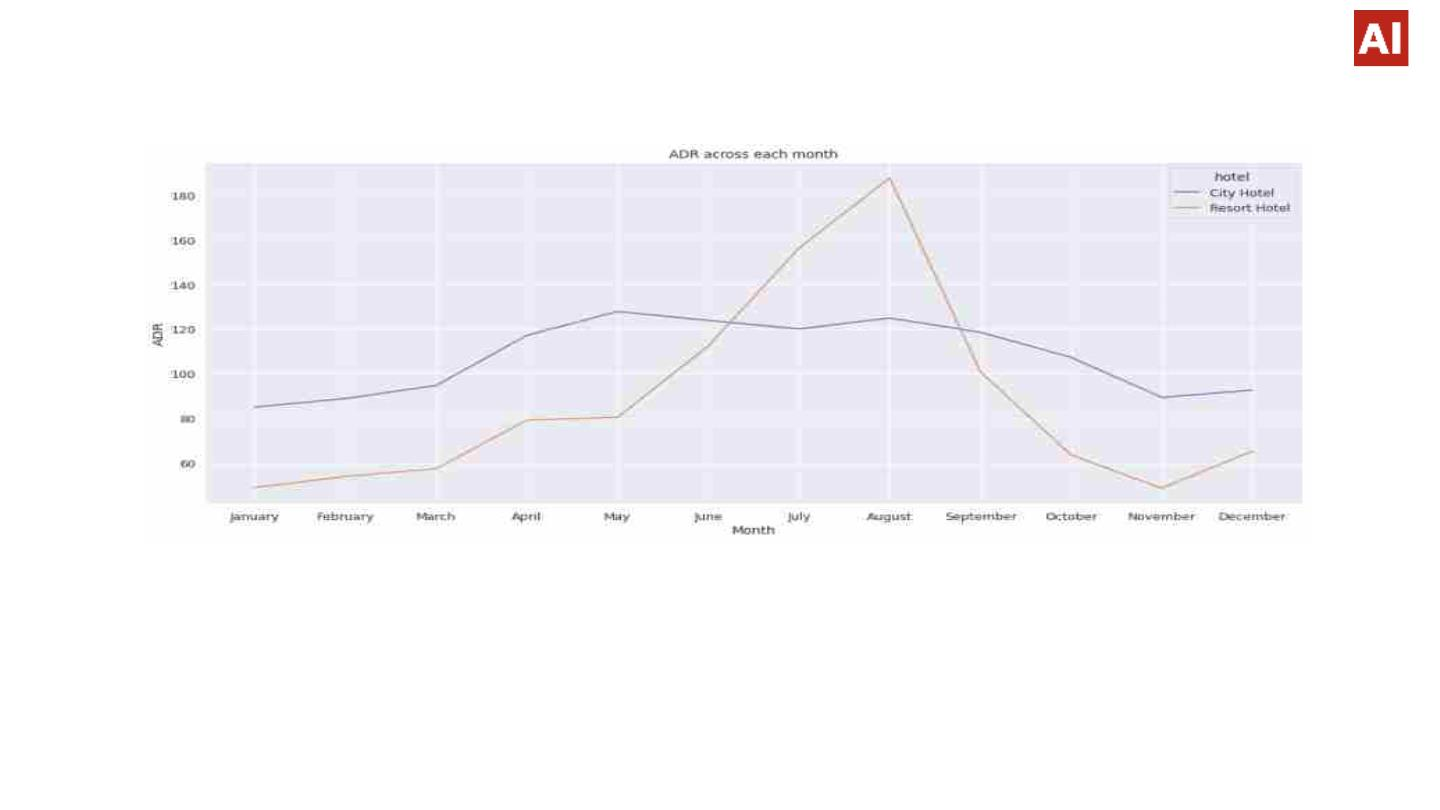 AI
ADR across each month
hotel
City Hotel
Resort Hotel
180
160
140
120
100
80
60
ADR
January February March April May June July August September October November December
Month